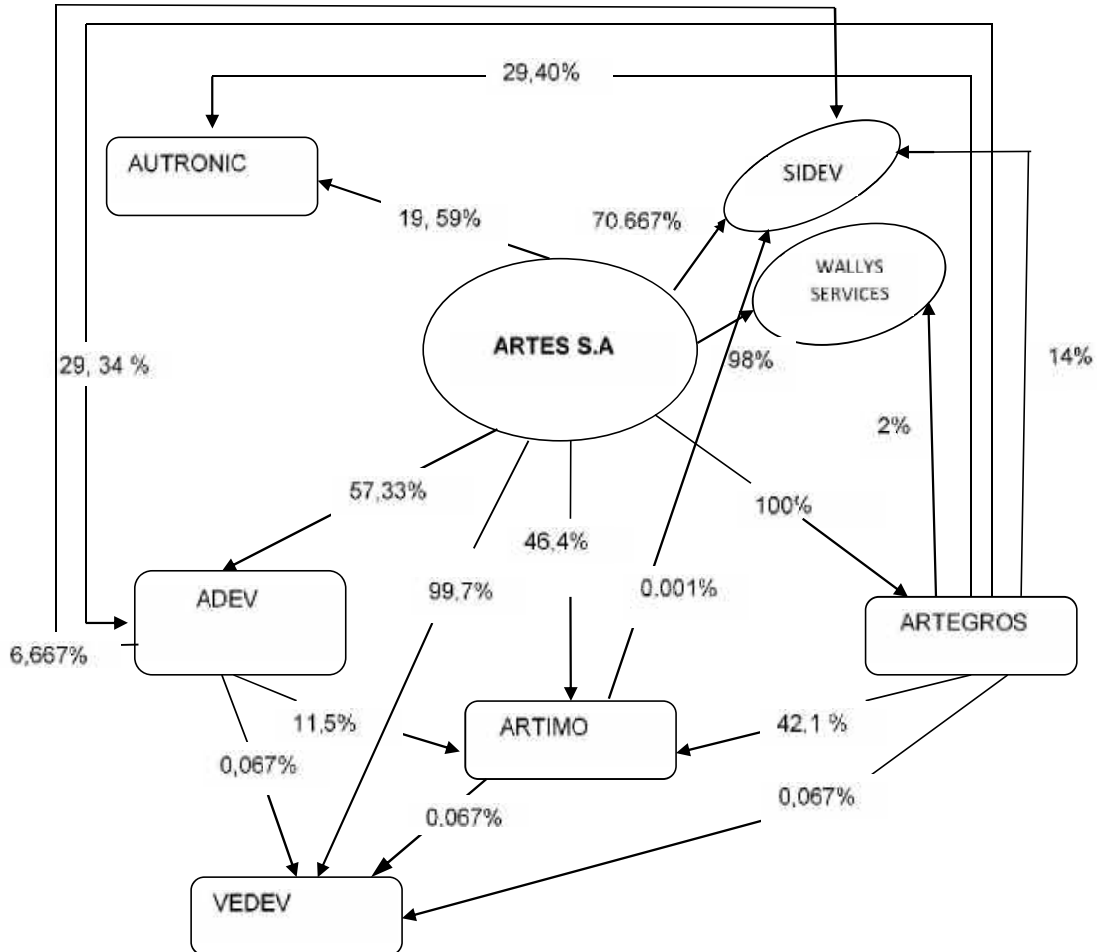 29,40%
AUTRONIC
SIDEV
19, 59%
70.667%
WALLYS
SERVICES
ARTES S.A
29, 34 %
98%
14%
2%
57,33%
100%
46,4%
ADEV
99,7%
0.001%
ARTEGROS
6,667%
11,5%
ARTIMO
42,1 %
0,067%
0,067%
0.067%
VEDEV